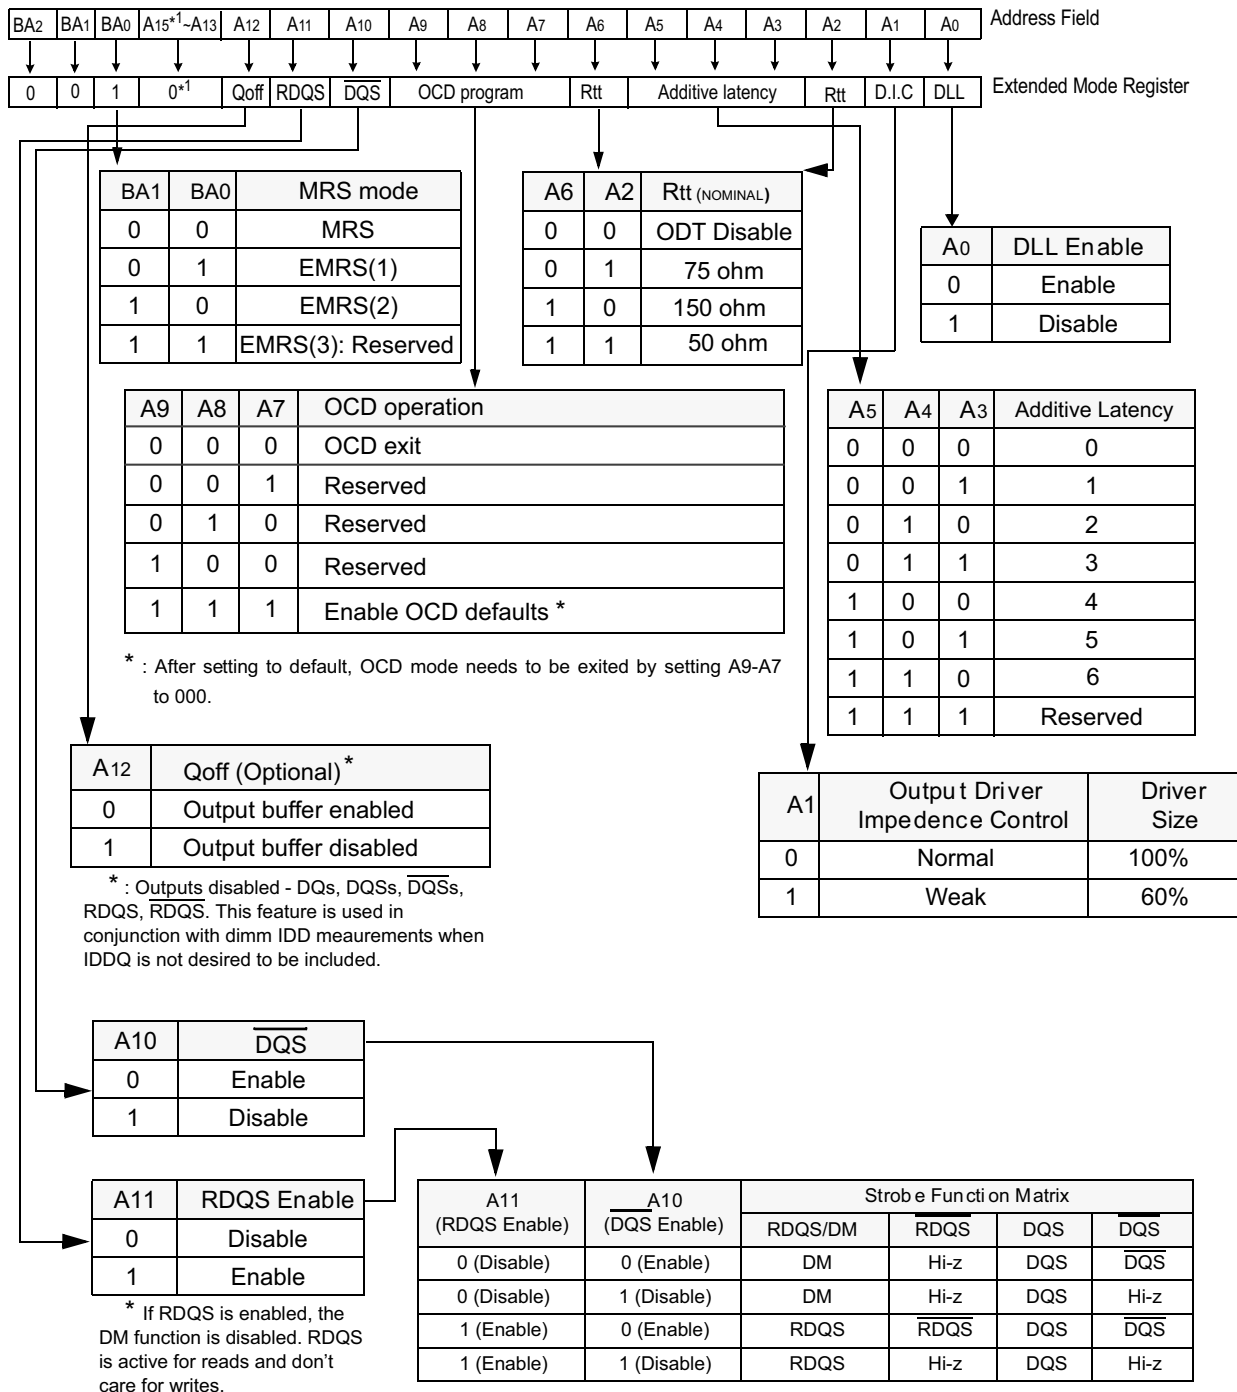 BA2 BA1 BA0 A15*1~A13 A12 A11 A10 A9 A8 A7 A6 A5 A4 A3 A2 A1 A0 Address Field
0 0 1 0*1 Qoff RDQS DQS OCD program Rtt Additive latency Rtt D.I.C DLL Extended Mode Register
BA1 BA0 MRS mode
0 0 MRS
0 1 EMRS(1)
1 0 EMRS(2)
1 1 EMRS(3): Reserved
A6 A2 Rtt (NOMINAL)
0 0 ODT Disable
0 1 75 ohm
1 0 150 ohm
1 1 50 ohm
A0 DLL Enable
0 Enable
1 Disable
A9 A8 A7 OCD operation
0 0 0 OCD exit
0 0 1 Reserved
0 1 0 Reserved
1 0 0 Reserved
1 1 1 Enable OCD defaults *
* : After setting to default, OCD mode needs to be exited by setting A9-A7
to 000.
A5 A4 A3 Additive Latency
0 0 0 0
0 0 1 1
0 1 0 2
0 1 1 3
1 0 0 4
1 0 1 5
1 1 0 6
1 1 1 Reserved
A12 Qoff (Optional)*
0 Output buffer enabled
1 Output buffer disabled
* : Outputs disabled - DQs, DQSs, DQSs,
RDQS, RDQS. This feature is used in
conjunction with dimm IDD meaurements when
IDDQ is not desired to be included.
A1 Output Driver Driver
Impedence Control Size
0 Normal 100%
1 Weak 60%
A10 DQS
0 Enable
1 Disable
A11 RDQS Enable
0 Disable
1 Enable
* If RDQS is enabled, the
DM function is disabled. RDQS
is active for reads and don't
care for writes.
A11 A10 Strobe Function Matrix
(RDQS Enable) (DQS Enable) RDQS/DM RDQS DQS DQS
0 (Disable) 0 (Enable) DM Hi-z DQS DQS
0 (Disable) 1 (Disable) DM Hi-z DQS Hi-z
1 (Enable) 0 (Enable) RDQS RDQS DQS DQS
1 (Enable) 1 (Disable) RDQS Hi-z DQS Hi-z